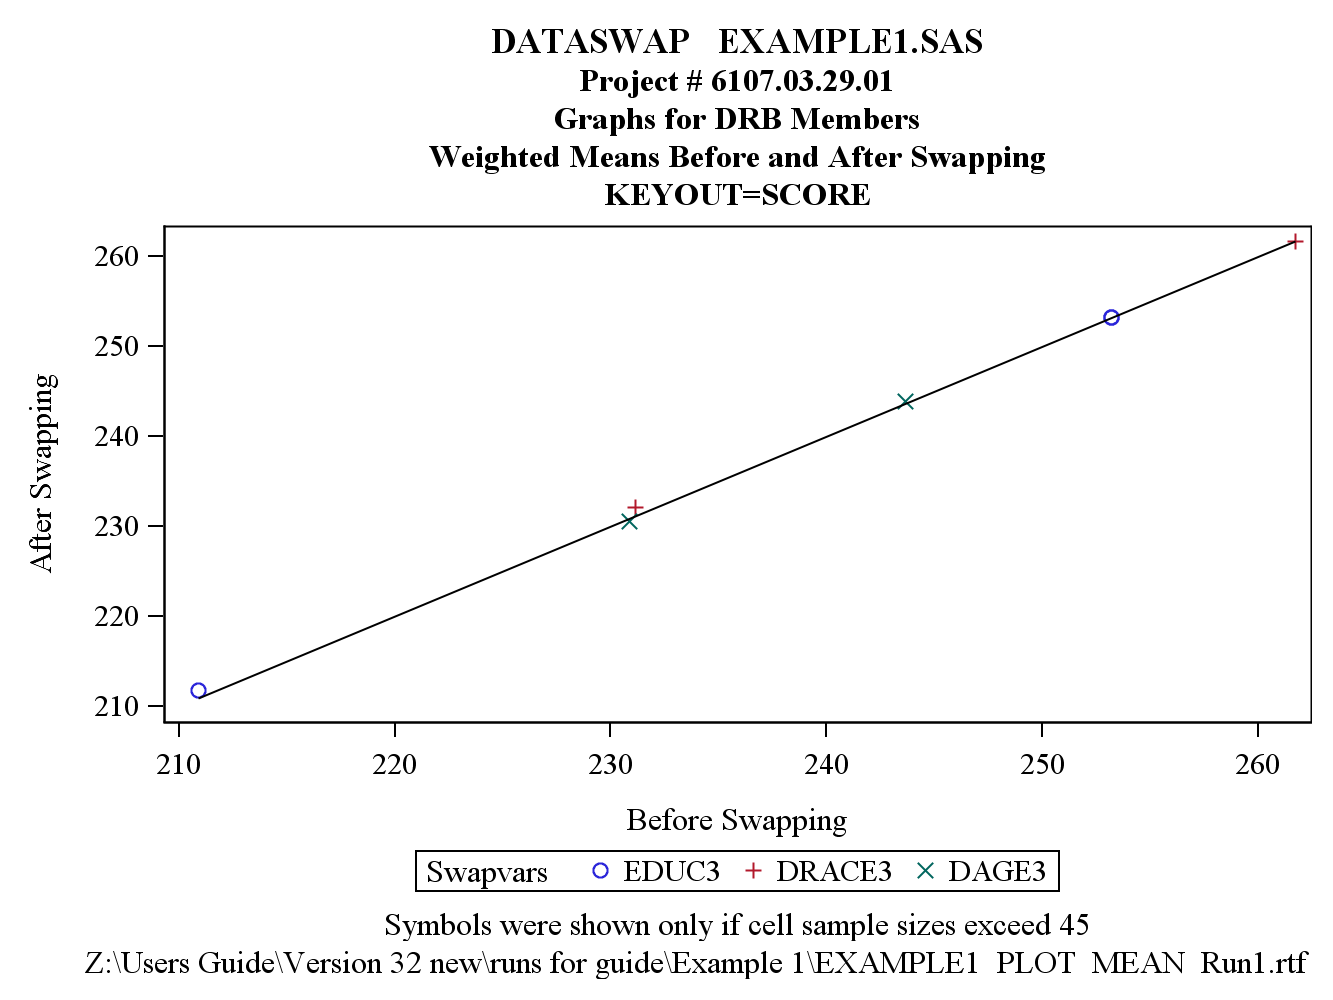 DATASWAP EXAMPLE1.SAS
Project # 6107.03.29.01
Graphs for DRB Members
Weighted Means Before and After Swapping
KEYOUT=SCORE
After Swapping
260
250
240
230
220
210
210 220 230 240 250 260
Before Swapping
Swapvars EDUC3 DRACE3 DAGE3
Symbols were shown only if cell sample sizes exceed 45
Z:\Users Guide\Version 32 new\runs for guide\Example 1\EXAMPLE1 PLOT MEAN Run1.rtf